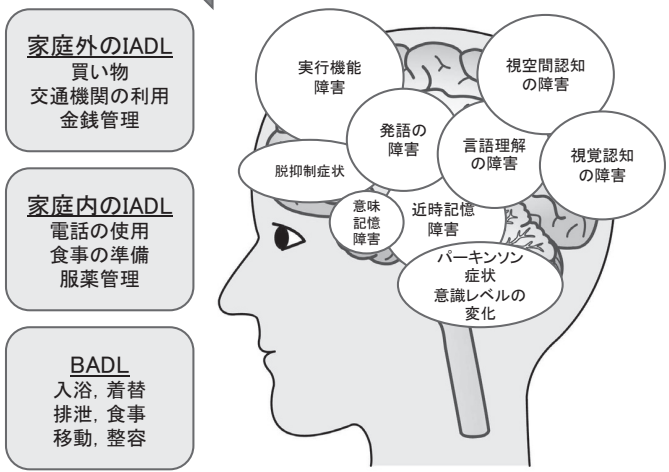 家庭外のIADL
買い物
交通機関の利用
金銭管理
家庭内のIADL
電話の使用
食事の準備
服薬管理
BADL
入浴, 着替
排泄, 食事
移動, 整容
実行機能
障害
視空間認知
の障害
発語の
障害
言語理解
の障害
視覚認知
の障害
脱抑制症状
意味
記憶
障害
近時記憶
障害
パーキンソン
症状
意識レベルの
変化